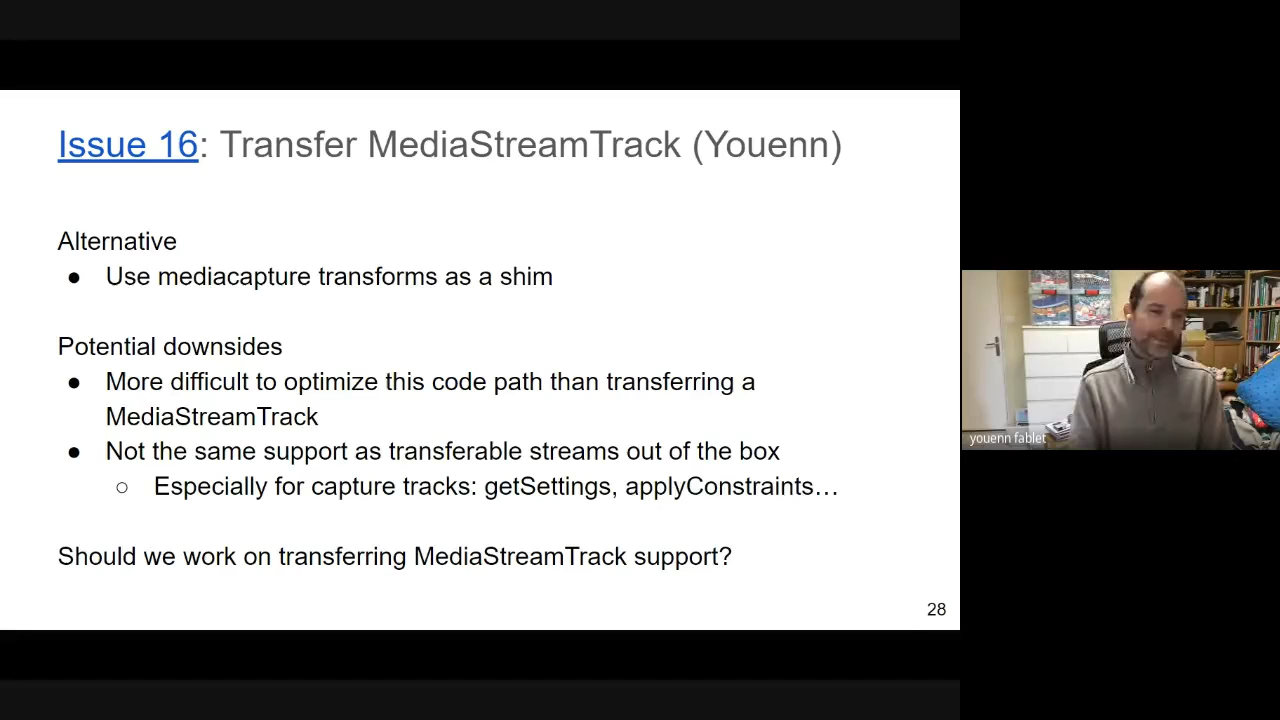 Issue 16: Transfer MediaStreamTrack (Youenn)
Alternative
● Use mediacapture transforms as a shim
Potential downsides
● More difficult to optimize this code path than transferring a
MediaStreamTrack
● Not the same support as transferable streams out of the box
○ Especially for capture tracks: getSettings, applyConstraints…
Should we work on transferring MediaStreamTrack support?
28
youenn fablet